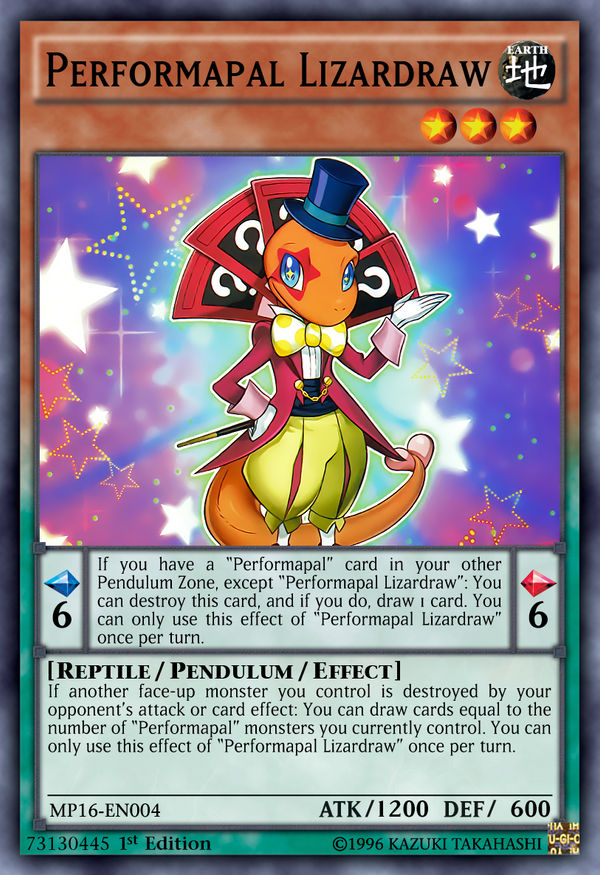 PERFORMAPAL LIZARDRAW
EARTH
地
?
?
?
6
If you have a “Performapal” card in your other
Pendulum Zone, except “Performapal Lizardraw”: You
can destroy this card, and if you do, draw 1 card. You
can only use this effect of “Performapal Lizardraw”
once per turn.
6
[REPTILE / PENDULUM / EFFECT]
If another face-up monster you control is destroyed by your
opponent’s attack or card effect: You can draw cards equal to the
number of “Performapal” monsters you currently control. You can
only use this effect of “Performapal Lizardraw” once per turn.
MP16-EN004
ATK/1200 DEF/ 600
73130445 1st Edition
©1996 KAZUKI TAKAHASHI